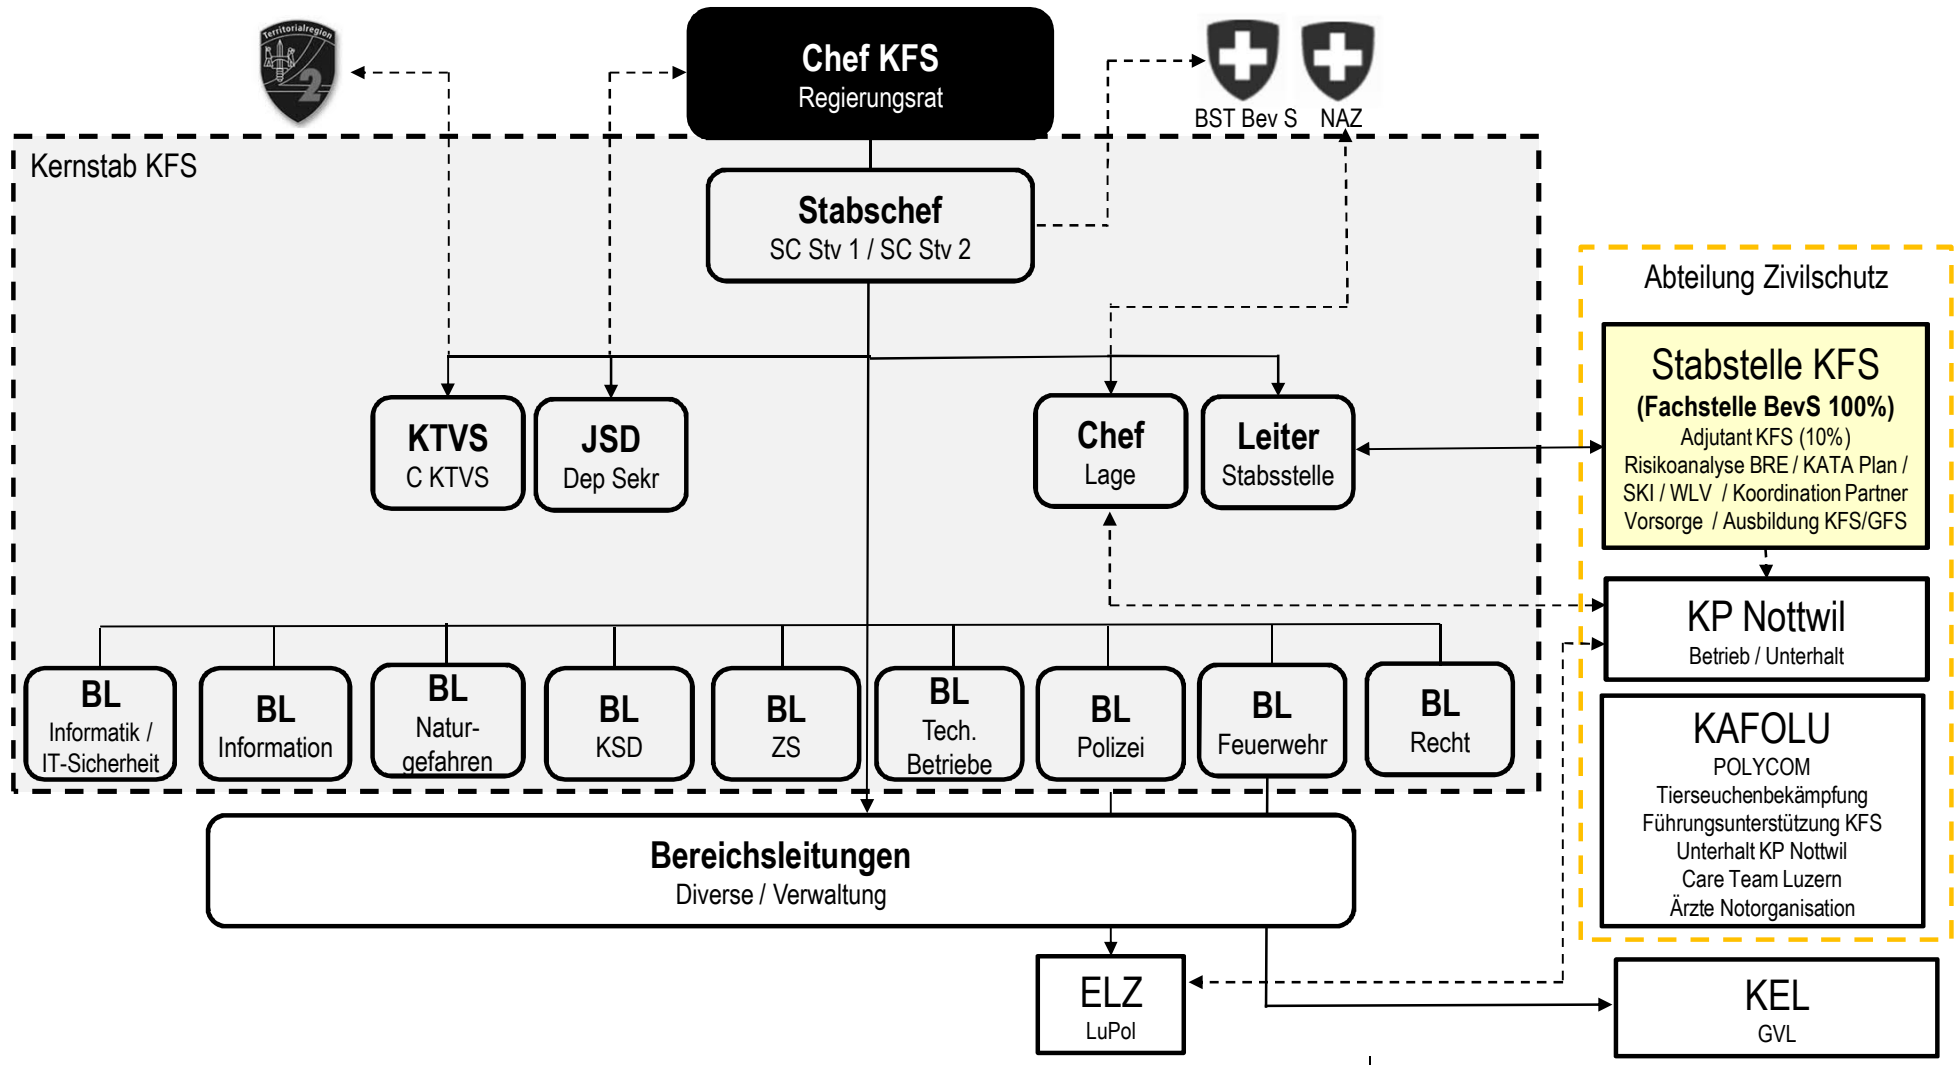 Territorialregion
2
Chef KFS
Regierungsrat
BST Bev S
NAZ
Kernstab KFS
Stabschef
SC Stv 1 / SC Stv 2
Abteilung Zivilschutz
Stabstelle KFS
(Fachstelle BevS 100%)
Adjutant KFS (10%)
Risikoanalyse BRE / KATA Plan /
SKI / WLV / Koordination Partner
Vorsorge / Ausbildung KFS/GFS
KTVS
C KTVS
JSD
Dep Sekr
Chef
Lage
Leiter
Stabsstelle
KP Nottwil
Betrieb / Unterhalt
BL
Informatik /
IT-Sicherheit
BL
Information
BL
Natur-
gefahren
BL
KSD
BL
ZS
BL
Tech.
Betriebe
BL
Polizei
BL
Feuerwehr
BL
Recht
KAFOLU
POLYCOM
Tierseuchenbekämpfung
Führungsunterstützung KFS
Unterhalt KP Nottwil
Care Team Luzern
Ärzte Notorganisation
Bereichsleitungen
Diverse / Verwaltung
ELZ
LuPol
KEL
GVL